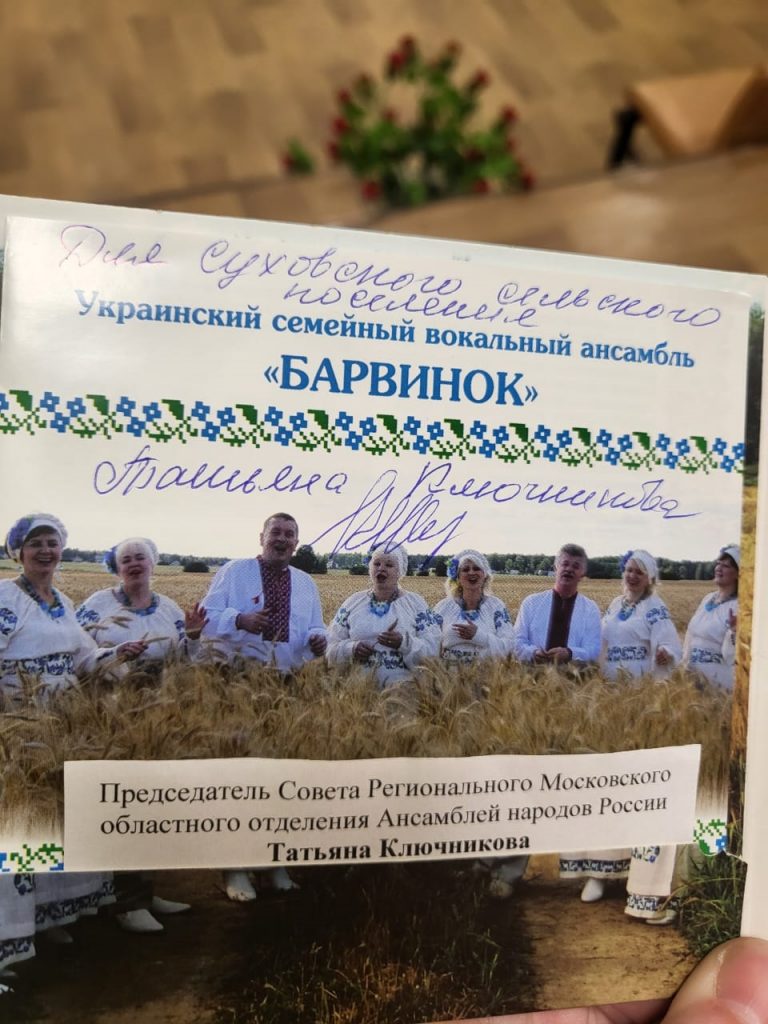 Для Суховского сельского
поселения
Украинский семейный вокальный ансамбль
«БАРВИНОК»
Татьяна Ключникова
Председатель Совета Регионального Московского
областного отделения Ансамблей народов России
Татьяна Ключникова